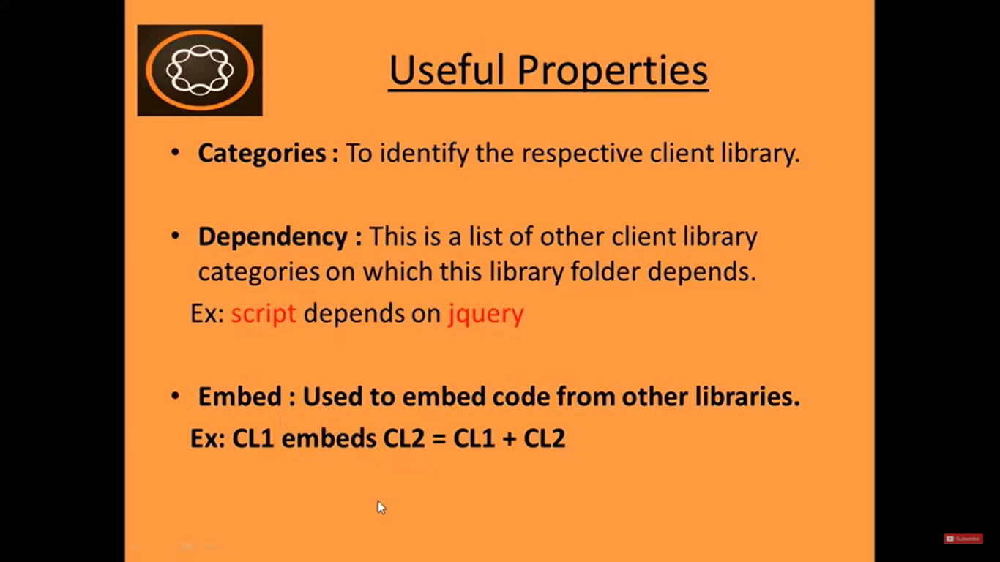 Useful Properties
• Categories : To identify the respective client library.
• Dependency : This is a list of other client library
categories on which this library folder depends.
Ex: script depends on jquery
• Embed : Used to embed code from other libraries.
Ex: CL1 embeds CL2 = CL1 + CL2
Subscribe